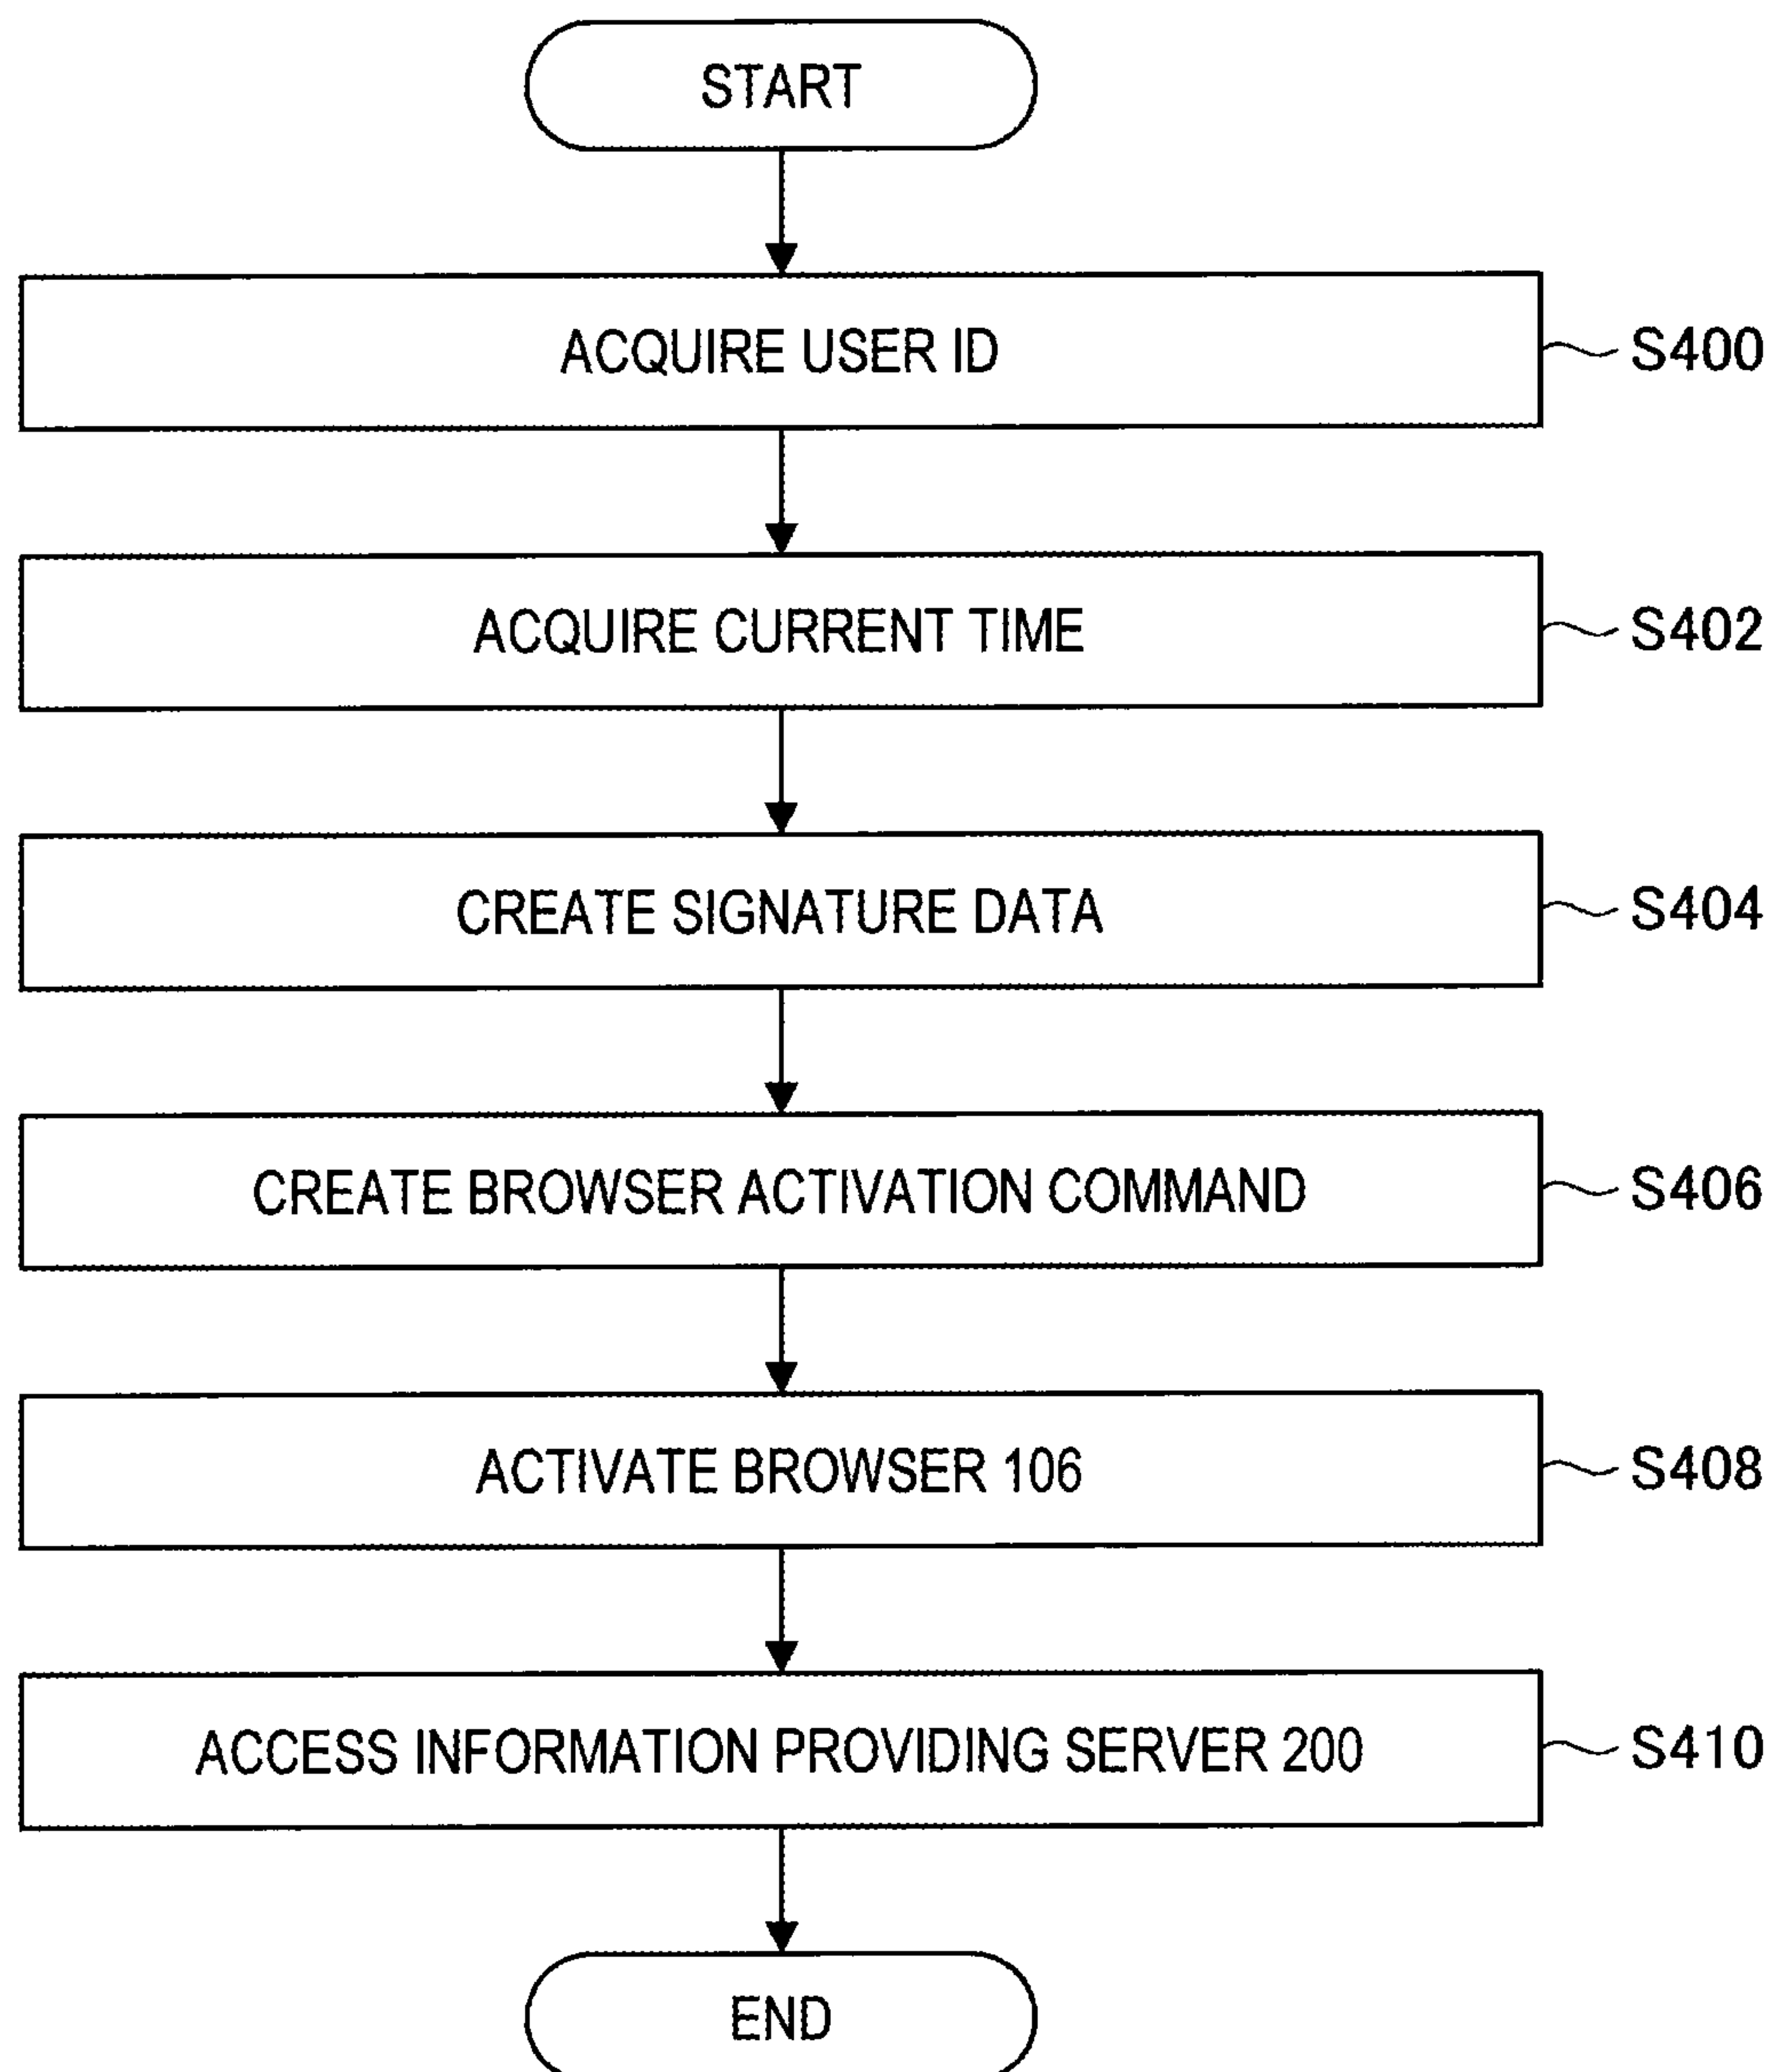 START
ACQUIRE USER ID S400
ACQUIRE CURRENT TIME S402
CREATE SIGNATURE DATA S404
CREATE BROWSER ACTIVATION COMMAND S406
ACTIVATE BROWSER 106 S408
ACCESS INFORMATION PROVIDING SERVER 200 S410
END